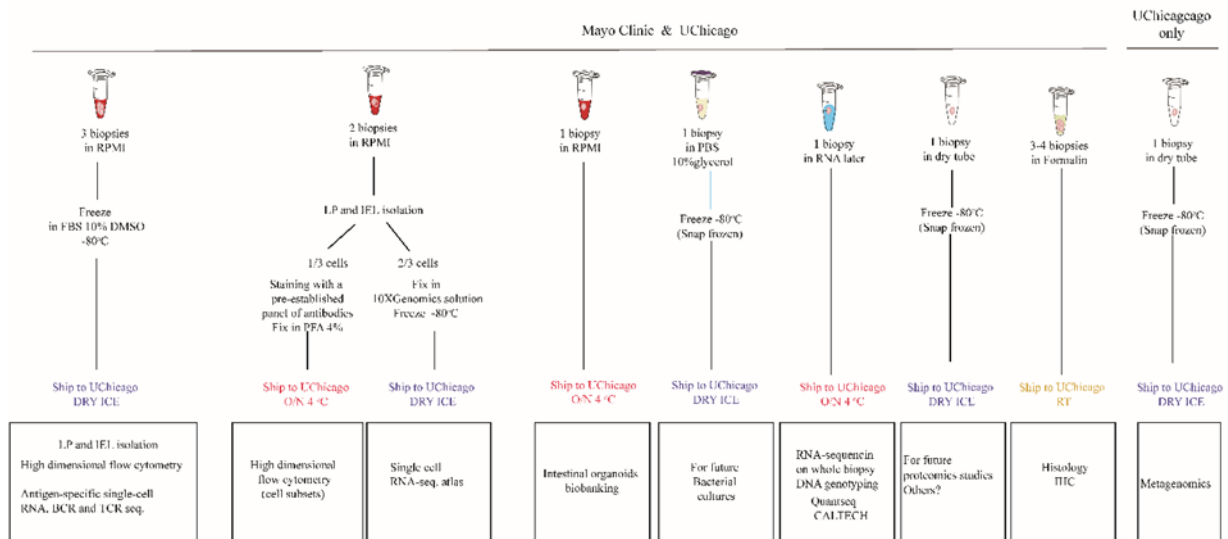 Mayo Clinic & UChicago
UChicageago
only
3 biopsies
in RPMI
Freeze
in FBS 10% DMSO
-80°C
Ship to UChicago
DRY ICE
LP and IEL isolation
High dimensional flow cytometry
Antigen-specific single-cell
RNA, BCR and TCR seq.
2 biopsies
in RPMI
LP and IEL isolation
1/3 cells
Staining with a
pre-established
panel of antibodies
Fix in PFA 4%
Ship to UChicago
O/N 4 °C
High dimensional
flow cytometry
(cell subsets)
2/3 cells
Fix in
10XGenomics solution
Freeze -80°C
Ship to UChicago
DRY ICE
Single cell
RNA-seq. atlas
1 biopsy
in RPMI
Ship to UChicago
O/N 4 °C
Intestinal organoids
biobanking
1 biopsy
in PBS
10%glycerol
Freeze -80°C
(Snap frozen)
Ship to UChicago
DRY ICE
For future
Bacterial
cultures
1 biopsy
in RNA later
Ship to UChicago
O/N 4 °C
RNA-sequencin
on whole biopsy
DNA genotyping
Quantseq
CALTECH
1 biopsy
in dry tube
Freeze -80°C
(Snap frozen)
Ship to UChicago
DRY ICE
For future
proteomics studies
Others?
3-4 biopsies
in Formalin
Ship to UChicago
RT
Histology
IHC
1 biopsy
in dry tube
Freeze -80°C
(Snap frozen)
Ship to UChicago
DRY ICE
Metagenomics